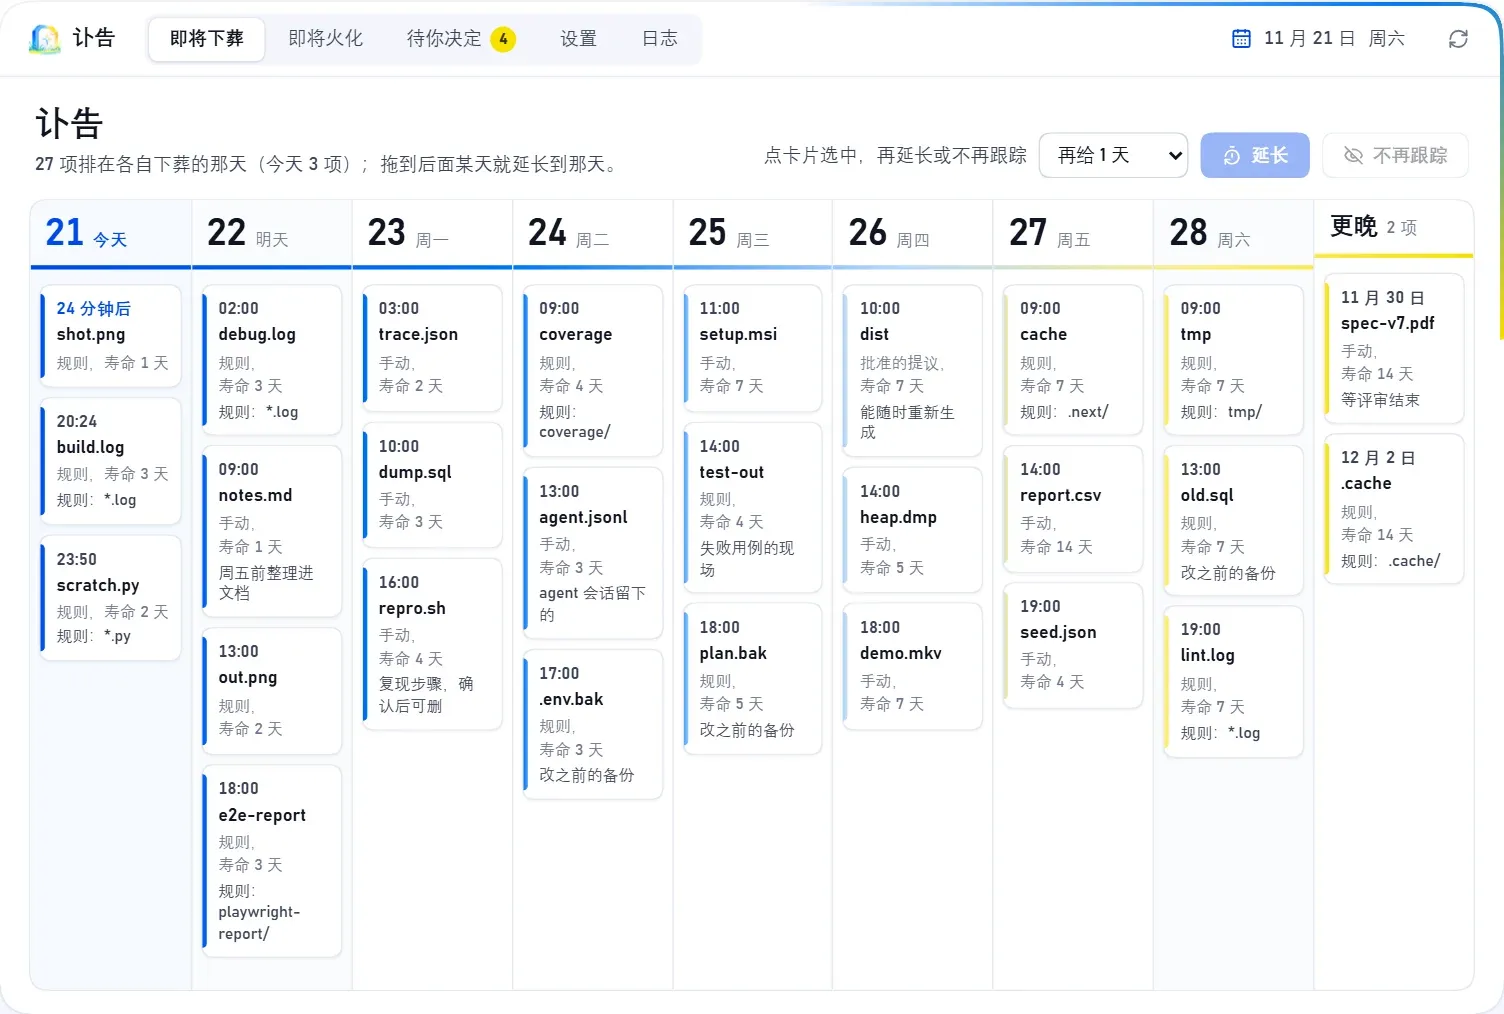 讣告
即将下葬
即将火化
待你决定 4
设置
日志
11 月 21 日 周六
讣告
27 项排在各自下葬的那天（今天 3 项）；拖到后面某天就延长到那天。
点卡片选中，再延长或不再跟踪
再给 1 天
延长
不再跟踪
21 今天
24 分钟后
shot.png
规则，寿命 1 天
20:24
build.log
规则，寿命 3 天
规则：*.log
23:50
scratch.py
规则，寿命 2 天
规则：*.py
22 明天
02:00
debug.log
规则，
寿命 3 天
规则：*.log
09:00
notes.md
手动，
寿命 1 天
周五前整理进
文档
13:00
out.png
规则，
寿命 2 天
18:00
e2e-report
规则，
寿命 3 天
规则：
playwright-
report/
23 周一
03:00
trace.json
手动，
寿命 2 天
10:00
dump.sql
手动，
寿命 3 天
16:00
repro.sh
手动，
寿命 4 天
复现步骤，确
认后可删
24 周二
09:00
coverage
规则，
寿命 4 天
规则：
coverage/
13:00
agent.jsonl
手动，
寿命 3 天
agent 会话留下
的
17:00
.env.bak
规则，
寿命 3 天
改之前的备份
25 周三
11:00
setup.msi
手动，
寿命 7 天
14:00
test-out
规则，
寿命 4 天
失败用例的现
场
18:00
plan.bak
规则，
寿命 5 天
改之前的备份
26 周四
10:00
dist
批准的提议，
寿命 7 天
能随时重新生
成
14:00
heap.dmp
手动，
寿命 5 天
18:00
demo.mkv
手动，
寿命 7 天
27 周五
09:00
cache
规则，
寿命 7 天
规则：.next/
14:00
report.csv
手动，
寿命 14 天
19:00
seed.json
手动，
寿命 4 天
28 周六
09:00
tmp
规则，
寿命 7 天
规则：tmp/
13:00
old.sql
规则，
寿命 7 天
改之前的备份
19:00
lint.log
规则，
寿命 7 天
规则：*.log
更晚 2 项
11 月 30 日
spec-v7.pdf
手动，
寿命 14 天
等评审结束
12 月 2 日
.cache
规则，
寿命 14 天
规则：.cache/